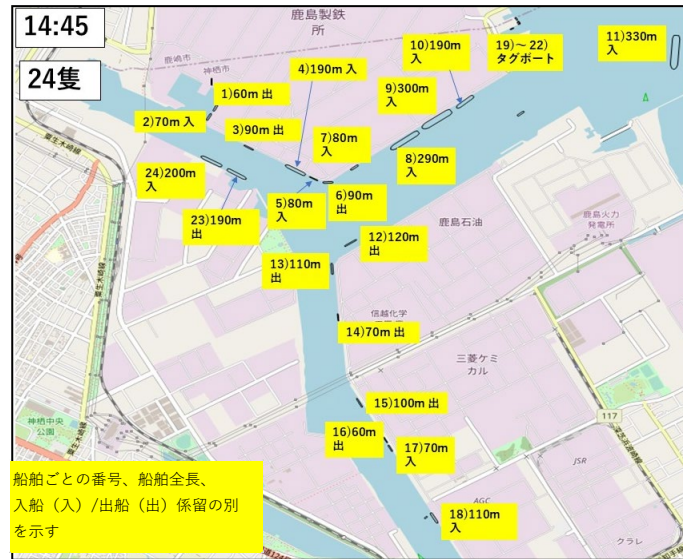 14:45
24隻
鹿島製鉄
所
鹿嶋市
神栖市
10)190m
入
19)～ 22)
タグボート
11)330m
入
4)190m 入
1)60m 出
9)300m
入
2)70m 入
3)90m 出
7)80m
入
8)290m
入
24)200m
入
5)80m
入
6)90m
出
23)190m
出
鹿島石油
鹿島火力
発電所
12)120m
出
13)110m
出
信越化学
14)70m 出
三菱ケミ
カル
15)100m 出
117
16)60m
出
17)70m
入
神栖中央
公園
JSR
AGC
18)110m
入
クラレ
船舶ごとの番号、船舶全長、
入船（入）/出船（出）係留の別
を示す